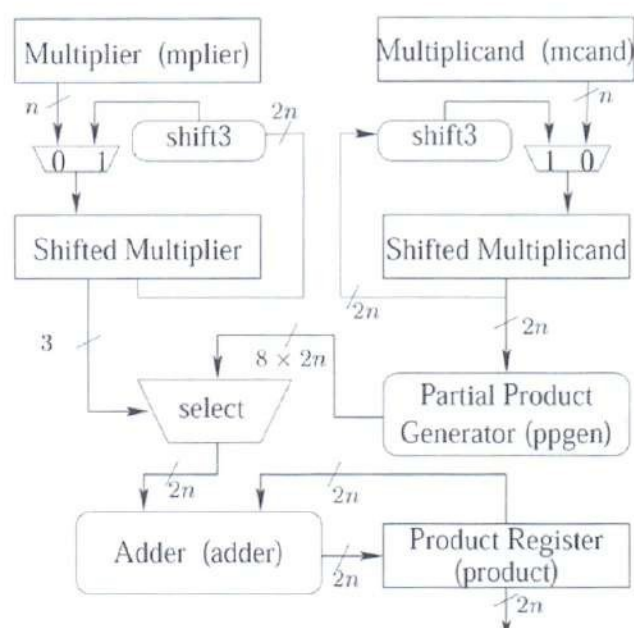 Multiplier (mplier)
Multiplicand (mcand)
n
2n
n
shift3
shift3
0 1
1 0
Shifted Multiplier
Shifted Multiplicand
2n
3
2n
8 × 2n
select
Partial Product
Generator (ppgen)
2n
2n
Adder (adder)
2n
Product Register
(product)
2n